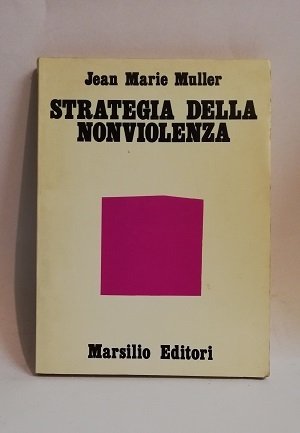 Jean Marie Muller
STRATEGIA DELLA
NONVIOLENZA
Marsilio Editori